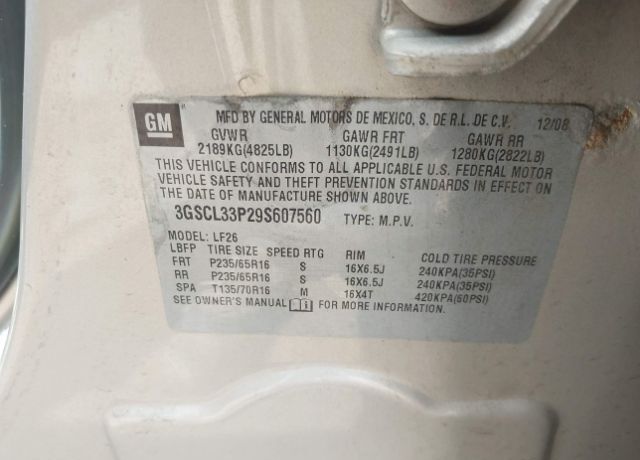 GM
MFD BY GENERAL MOTORS DE MEXICO, S. DE R.L. DE C.V. 12/08
GVWR GAWR FRT GAWR RR
2189KG(4825LB) 1130KG(2491LB) 1280KG(2822LB)
THIS VEHICLE CONFORMS TO ALL APPLICABLE U.S. FEDERAL MOTOR
VEHICLE SAFETY AND THEFT PREVENTION STANDARDS IN EFFECT ON
THE DATE OF MANUFACTURE SHOWN ABOVE.
3GSCL33P29S607560 TYPE: M.P.V.
MODEL: LF26
LBFP TIRE SIZE SPEED RTG RIM COLD TIRE PRESSURE
FRT P235/65R16 S 16X6.5J 240KPA(35PSI)
RR P235/65R16 S 16X6.5J 240KPA(35PSI)
SPA T135/70R16 M 16X4T 420KPA(60PSI)
SEE OWNER'S MANUAL FOR MORE INFORMATION.